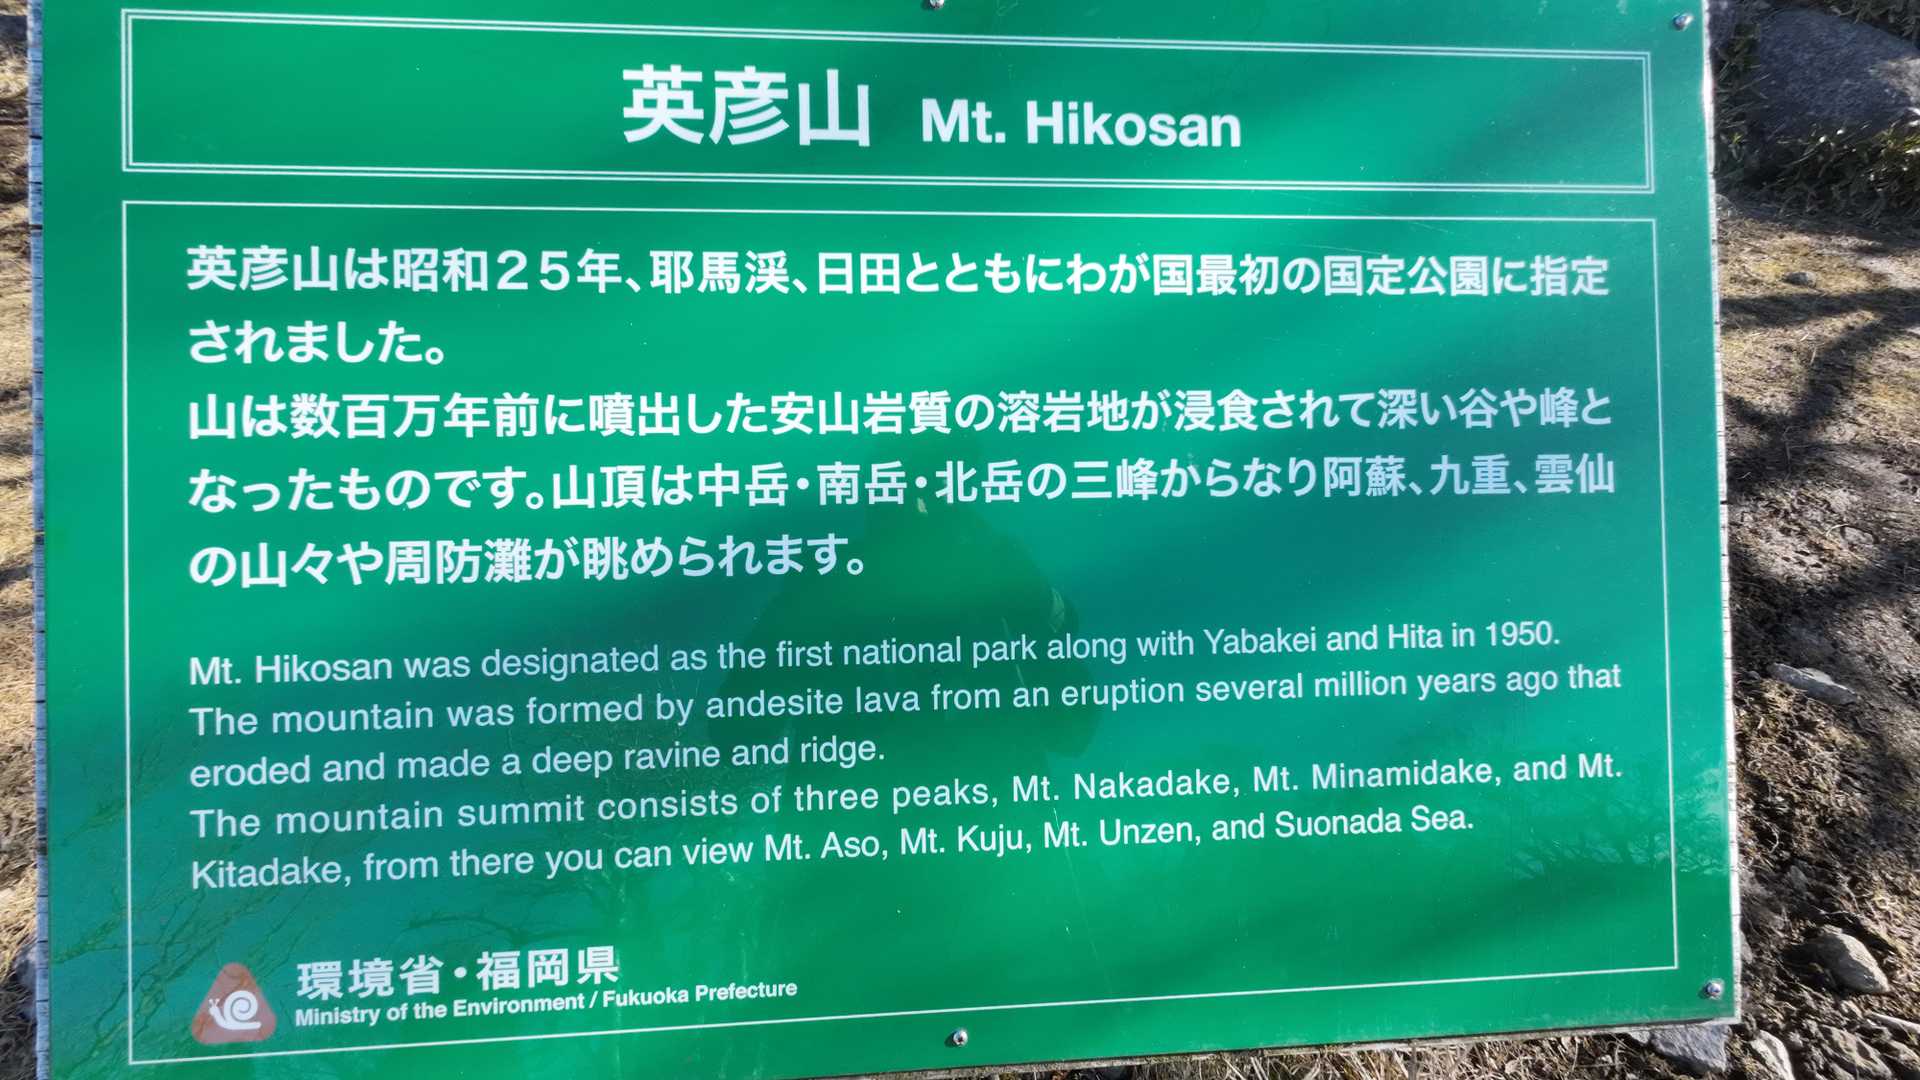 英彦山 Mt. Hikosan
英彦山は昭和25年、耶馬渓、日田とともにわが国最初の国定公園に指定
されました。
山は数百万年前に噴出した安山岩質の溶岩地が浸食されて深い谷や峰と
なったものです。山頂は中岳・南岳・北岳の三峰からなり阿蘇、九重、雲仙
の山々や周防灘が眺められます。
Mt. Hikosan was designated as the first national park along with Yabakei and Hita in 1950.
The mountain was formed by andesite lava from an eruption several million years ago that
eroded and made a deep ravine and ridge.
The mountain summit consists of three peaks, Mt. Nakadake, Mt. Minamidake, and Mt.
Kitadake, from there you can view Mt. Aso, Mt. Kuju, Mt. Unzen, and Suonada Sea.
環境省・福岡県
Ministry of the Environment / Fukuoka Prefecture